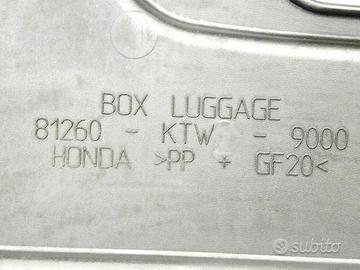 BOX LUGGAGE
81260 - KTW - 9000
HONDA >PP + GF20<
subito